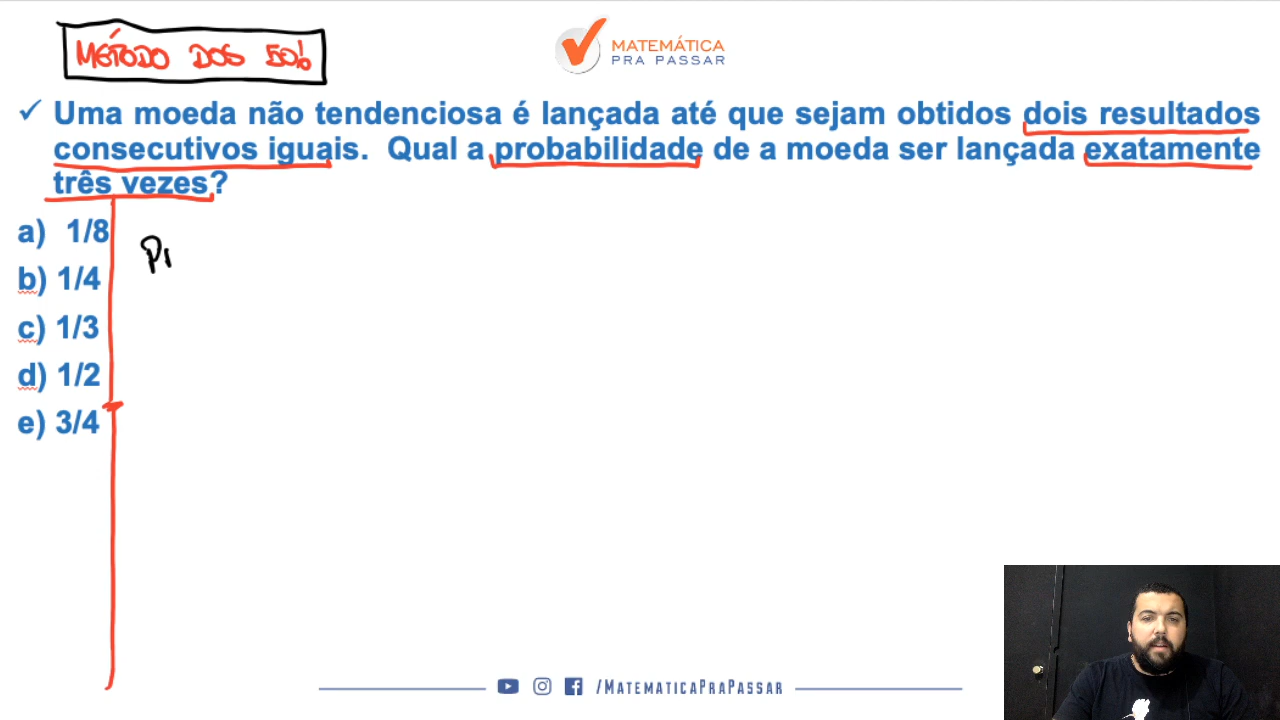 MÉTODO DOS 50%
MATEMÁTICA
PRA PASSAR
✓ Uma moeda não tendenciosa é lançada até que sejam obtidos dois resultados
consecutivos iguais. Qual a probabilidade de a moeda ser lançada exatamente
três vezes?
a) 1/8
b) 1/4
c) 1/3
d) 1/2
e) 3/4
/MATEMATICAPRAPASSAR